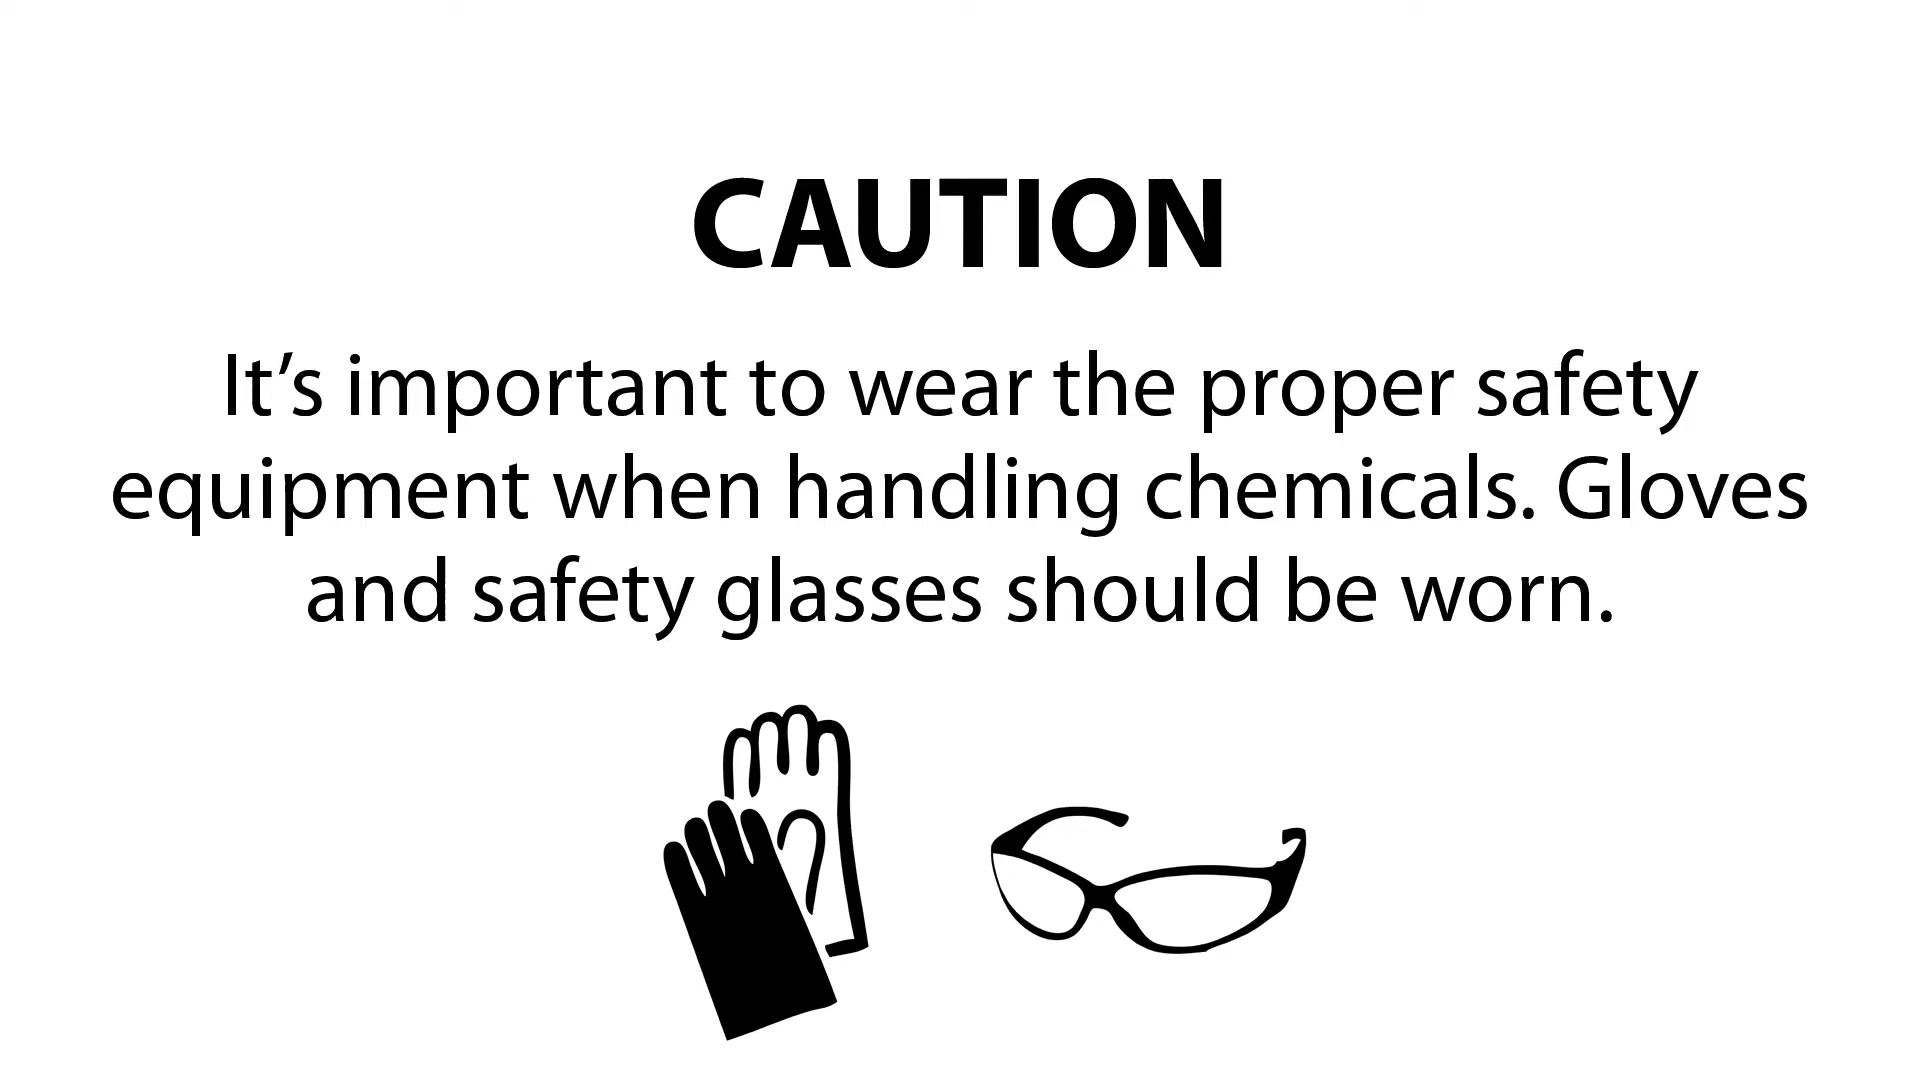 CAUTION
It’s important to wear the proper safety
equipment when handling chemicals. Gloves
and safety glasses should be worn.